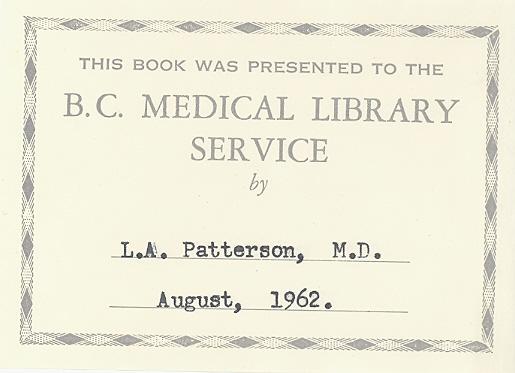 THIS BOOK WAS PRESENTED TO THE
B.C. MEDICAL LIBRARY
SERVICE
by
L.A. Patterson, M.D.
August, 1962.